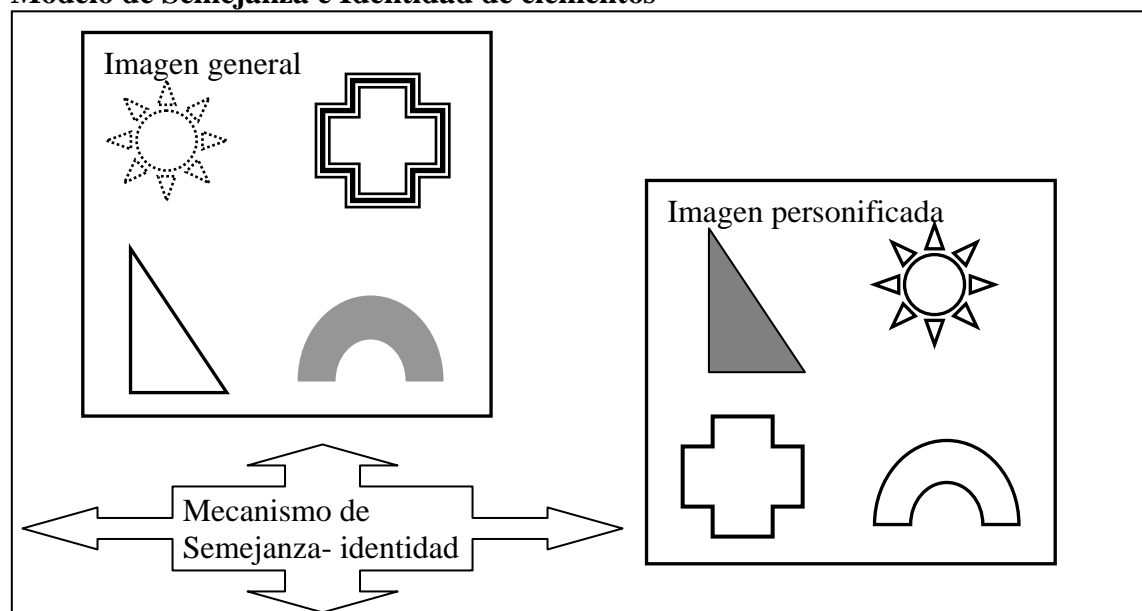 Modelo de Semejanza e Identidad de elementos
Imagen general
Imagen personificada
Mecanismo de
Semejanza- identidad